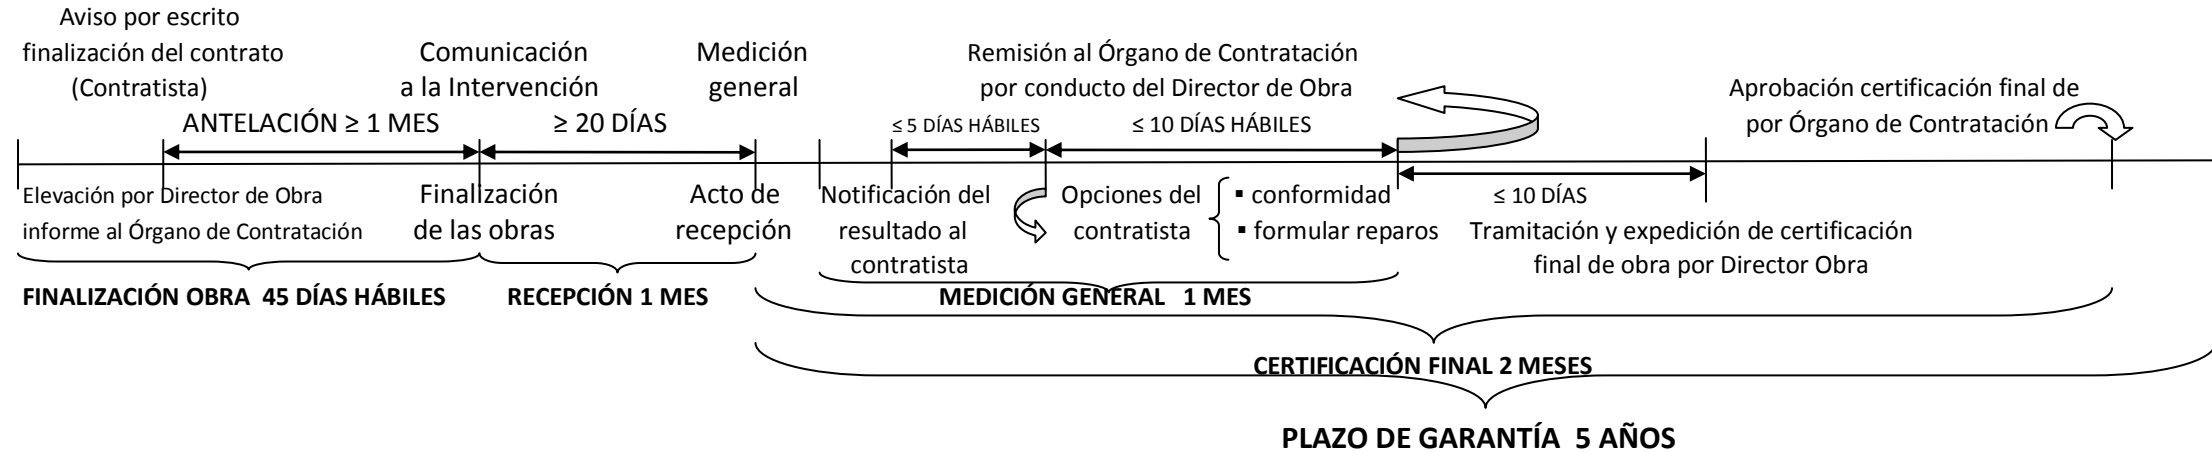 Aviso por escrito
finalización del contrato
(Contratista)
Comunicación
a la Intervención
Medición
general
Remisión al Órgano de Contratación
por conducto del Director de Obra
Aprobación certificación final de
por Órgano de Contratación
ANTELACIÓN ≥ 1 MES
≥ 20 DÍAS
≤ 5 DÍAS HÁBILES
≤ 10 DÍAS HÁBILES
Elevación por Director de Obra
informe al Órgano de Contratación
Finalización
de las obras
Acto de
recepción
Notificación del
resultado al
contratista
Opciones del
contratista
▪ conformidad
▪ formular reparos
≤ 10 DÍAS
Tramitación y expedición de certificación
final de obra por Director Obra
FINALIZACIÓN OBRA 45 DÍAS HÁBILES
RECEPCIÓN 1 MES
MEDICIÓN GENERAL 1 MES
CERTIFICACIÓN FINAL 2 MESES
PLAZO DE GARANTÍA 5 AÑOS